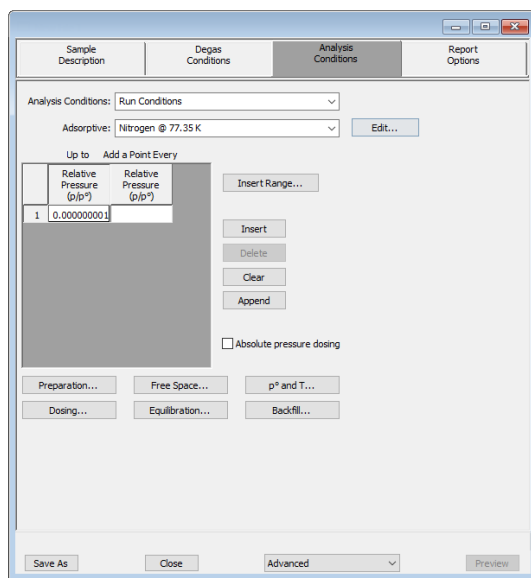 Sample Description
Degas Conditions
Analysis Conditions
Report Options
Analysis Conditions: Run Conditions
Adsorptive: Nitrogen @ 77.35 K
Edit...
Up to Add a Point Every
Relative Pressure (p/p°)
Relative Pressure (p/p°)
1 0.000000001
Insert Range...
Insert
Delete
Clear
Append
Absolute pressure dosing
Preparation... Free Space... p° and T...
Dosing... Equilibration... Backfill...
Save As Close Advanced Preview